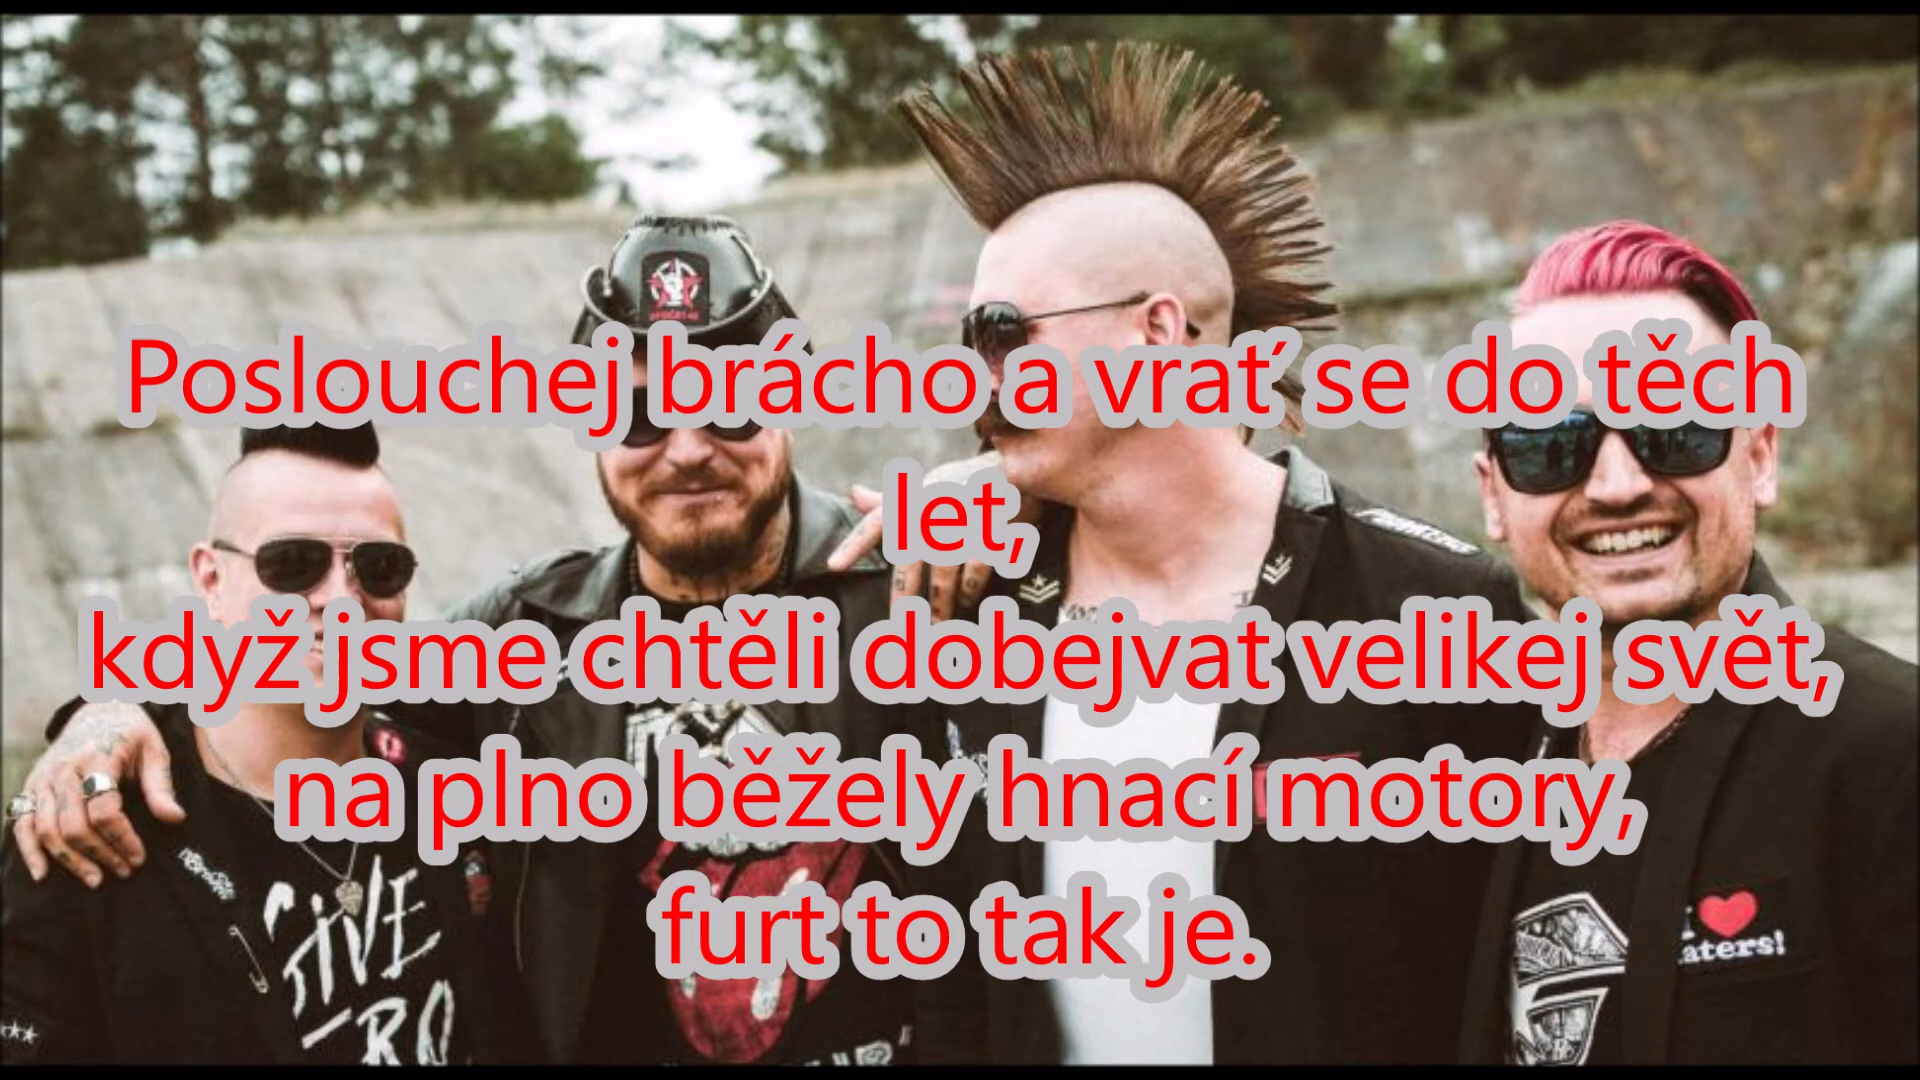 Poslouchej brácho a vrať se do těch
let,
když jsme chtěli dobejvat velikej svět,
na plno běžely hnací motory,
furt to tak je.
I
aters!